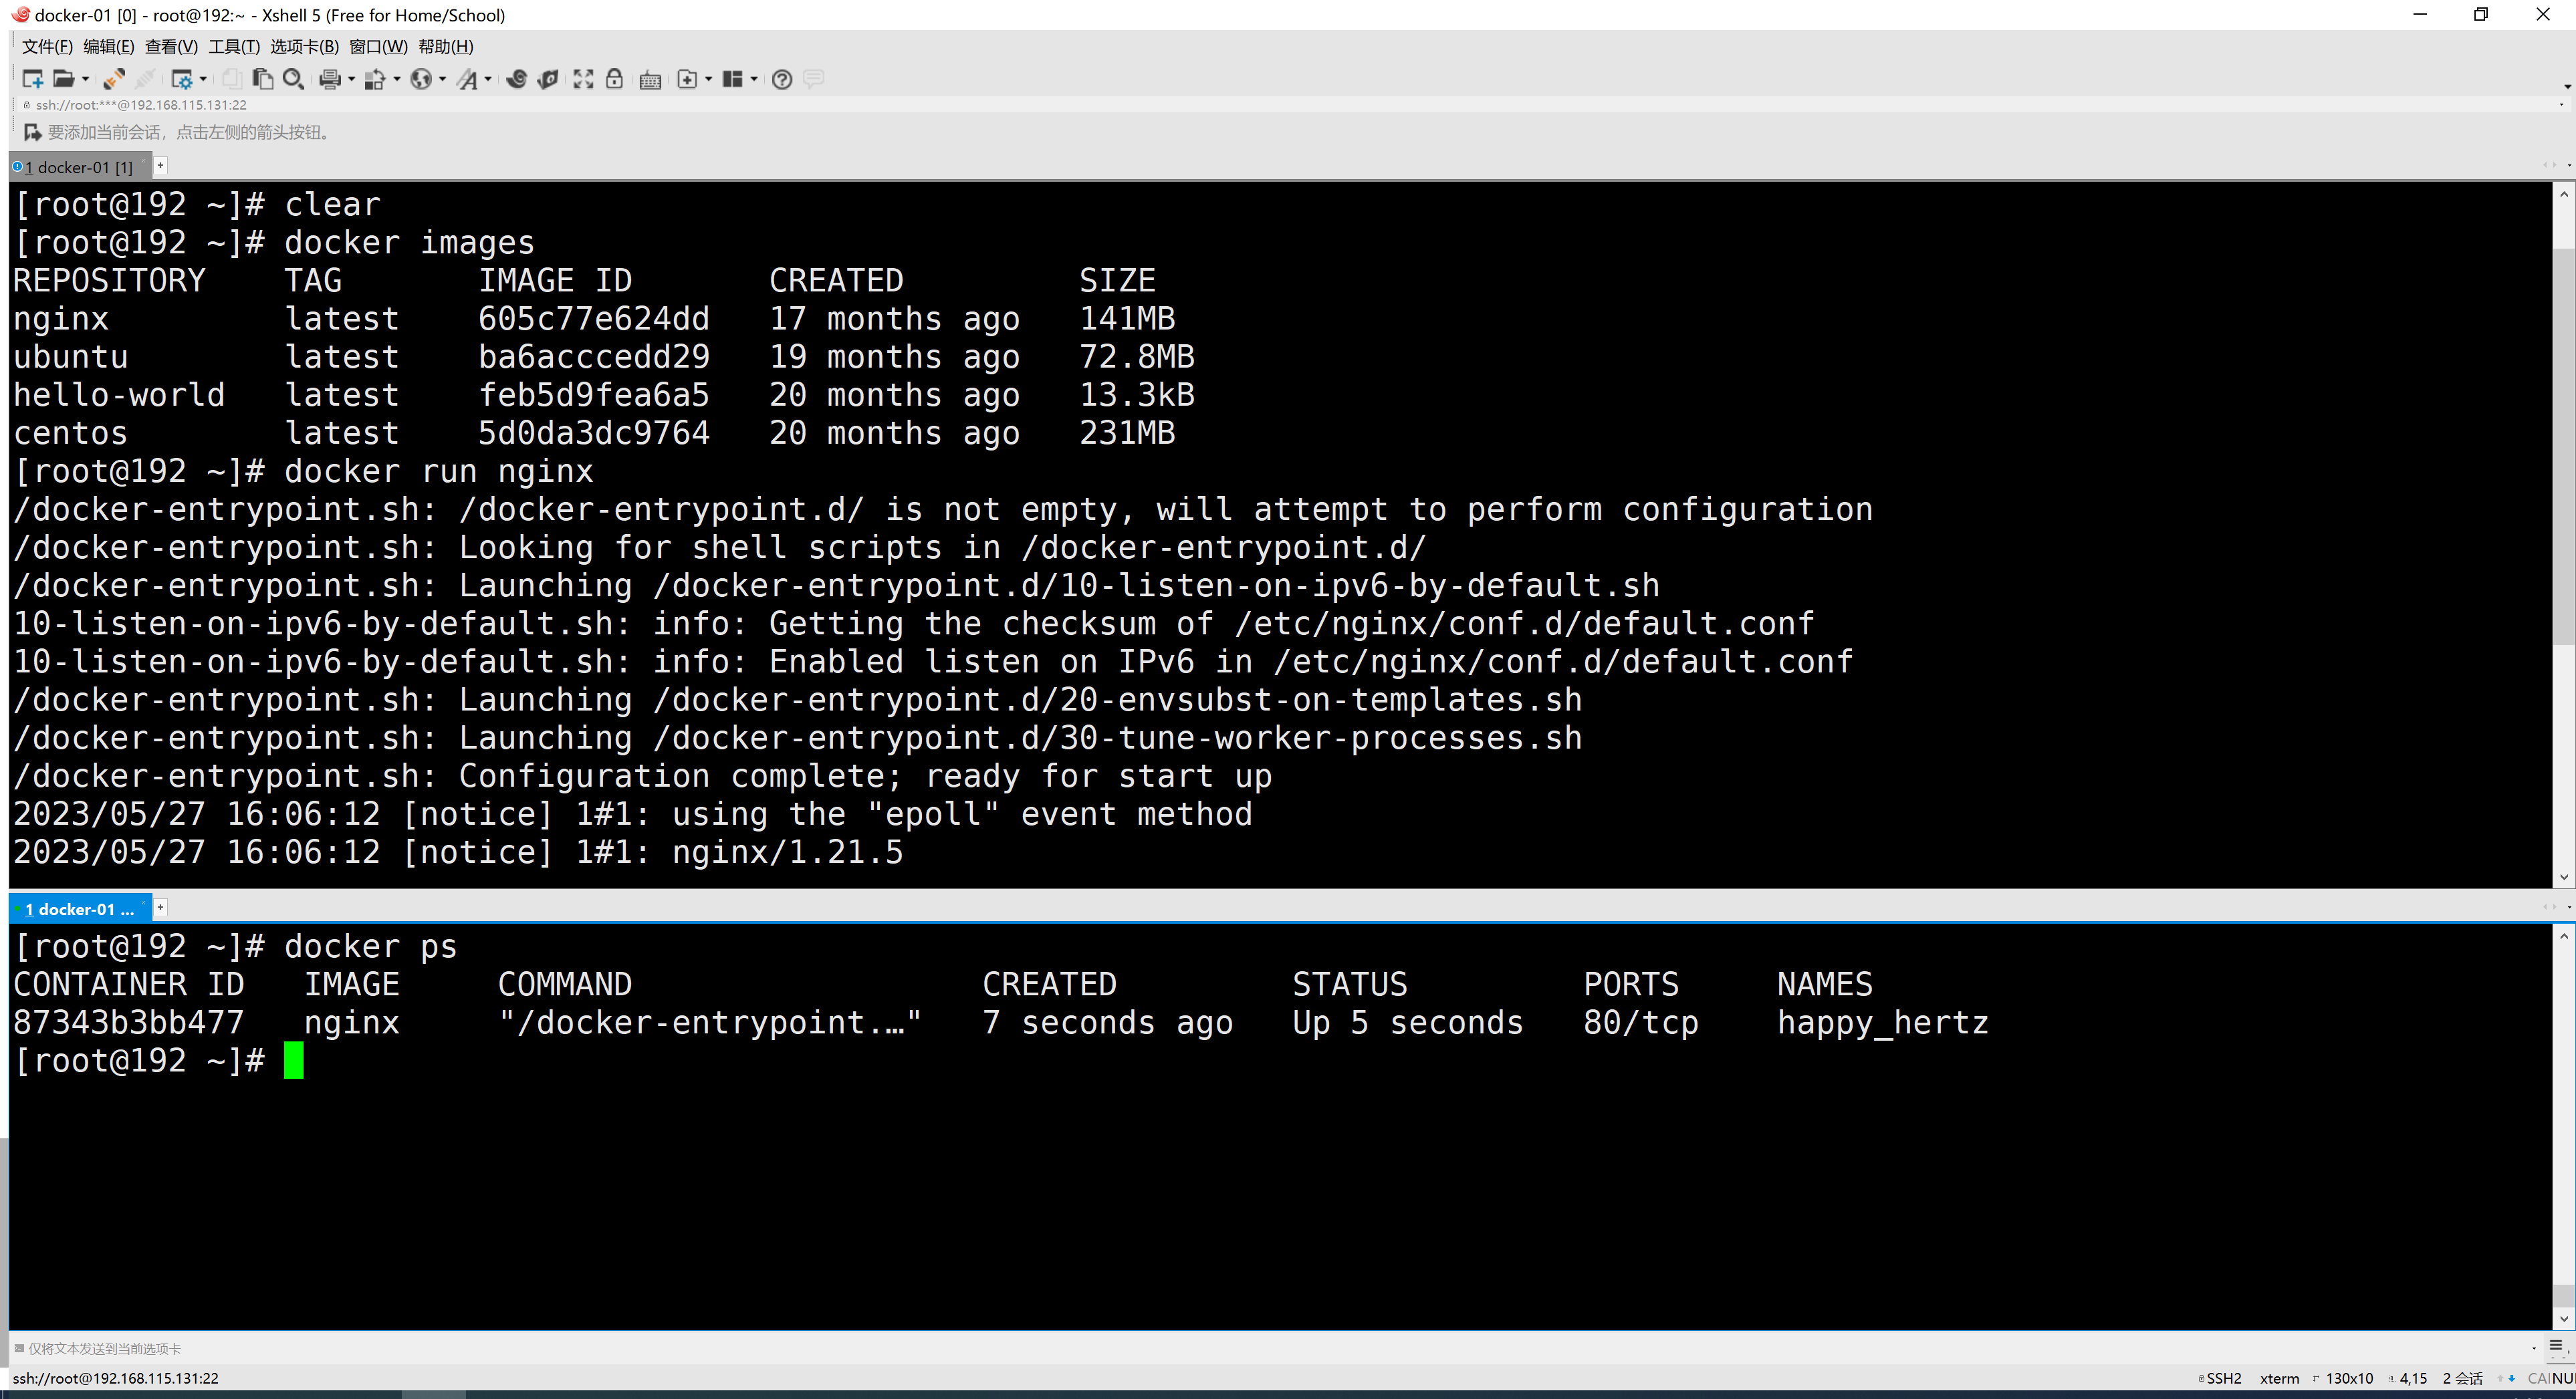 docker-01 [0] - root@192:~ - Xshell 5 (Free for Home/School)
文件(F) 编辑(E) 查看(V) 工具(T) 选项卡(B) 窗口(W) 帮助(H)
ssh://root:***@192.168.115.131:22
要添加当前会话，点击左侧的箭头按钮。
1 docker-01 [1]
[root@192 ~]# clear
[root@192 ~]# docker images
REPOSITORY    TAG       IMAGE ID       CREATED         SIZE
nginx         latest    605c77e624dd   17 months ago   141MB
ubuntu        latest    ba6acccedd29   19 months ago   72.8MB
hello-world   latest    feb5d9fea6a5   20 months ago   13.3kB
centos        latest    5d0da3dc9764   20 months ago   231MB
[root@192 ~]# docker run nginx
/docker-entrypoint.sh: /docker-entrypoint.d/ is not empty, will attempt to perform configuration
/docker-entrypoint.sh: Looking for shell scripts in /docker-entrypoint.d/
/docker-entrypoint.sh: Launching /docker-entrypoint.d/10-listen-on-ipv6-by-default.sh
10-listen-on-ipv6-by-default.sh: info: Getting the checksum of /etc/nginx/conf.d/default.conf
10-listen-on-ipv6-by-default.sh: info: Enabled listen on IPv6 in /etc/nginx/conf.d/default.conf
/docker-entrypoint.sh: Launching /docker-entrypoint.d/20-envsubst-on-templates.sh
/docker-entrypoint.sh: Launching /docker-entrypoint.d/30-tune-worker-processes.sh
/docker-entrypoint.sh: Configuration complete; ready for start up
2023/05/27 16:06:12 [notice] 1#1: using the "epoll" event method
2023/05/27 16:06:12 [notice] 1#1: nginx/1.21.5
1 docker-01 ...
[root@192 ~]# docker ps
CONTAINER ID   IMAGE     COMMAND                  CREATED         STATUS         PORTS     NAMES
87343b3bb477   nginx     "/docker-entrypoint.…"   7 seconds ago   Up 5 seconds   80/tcp    happy_hertz
[root@192 ~]#
仅将文本发送到当前选项卡
ssh://root@192.168.115.131:22 SSH2 xterm 130x10 4,15 2 会话 CAP NUM